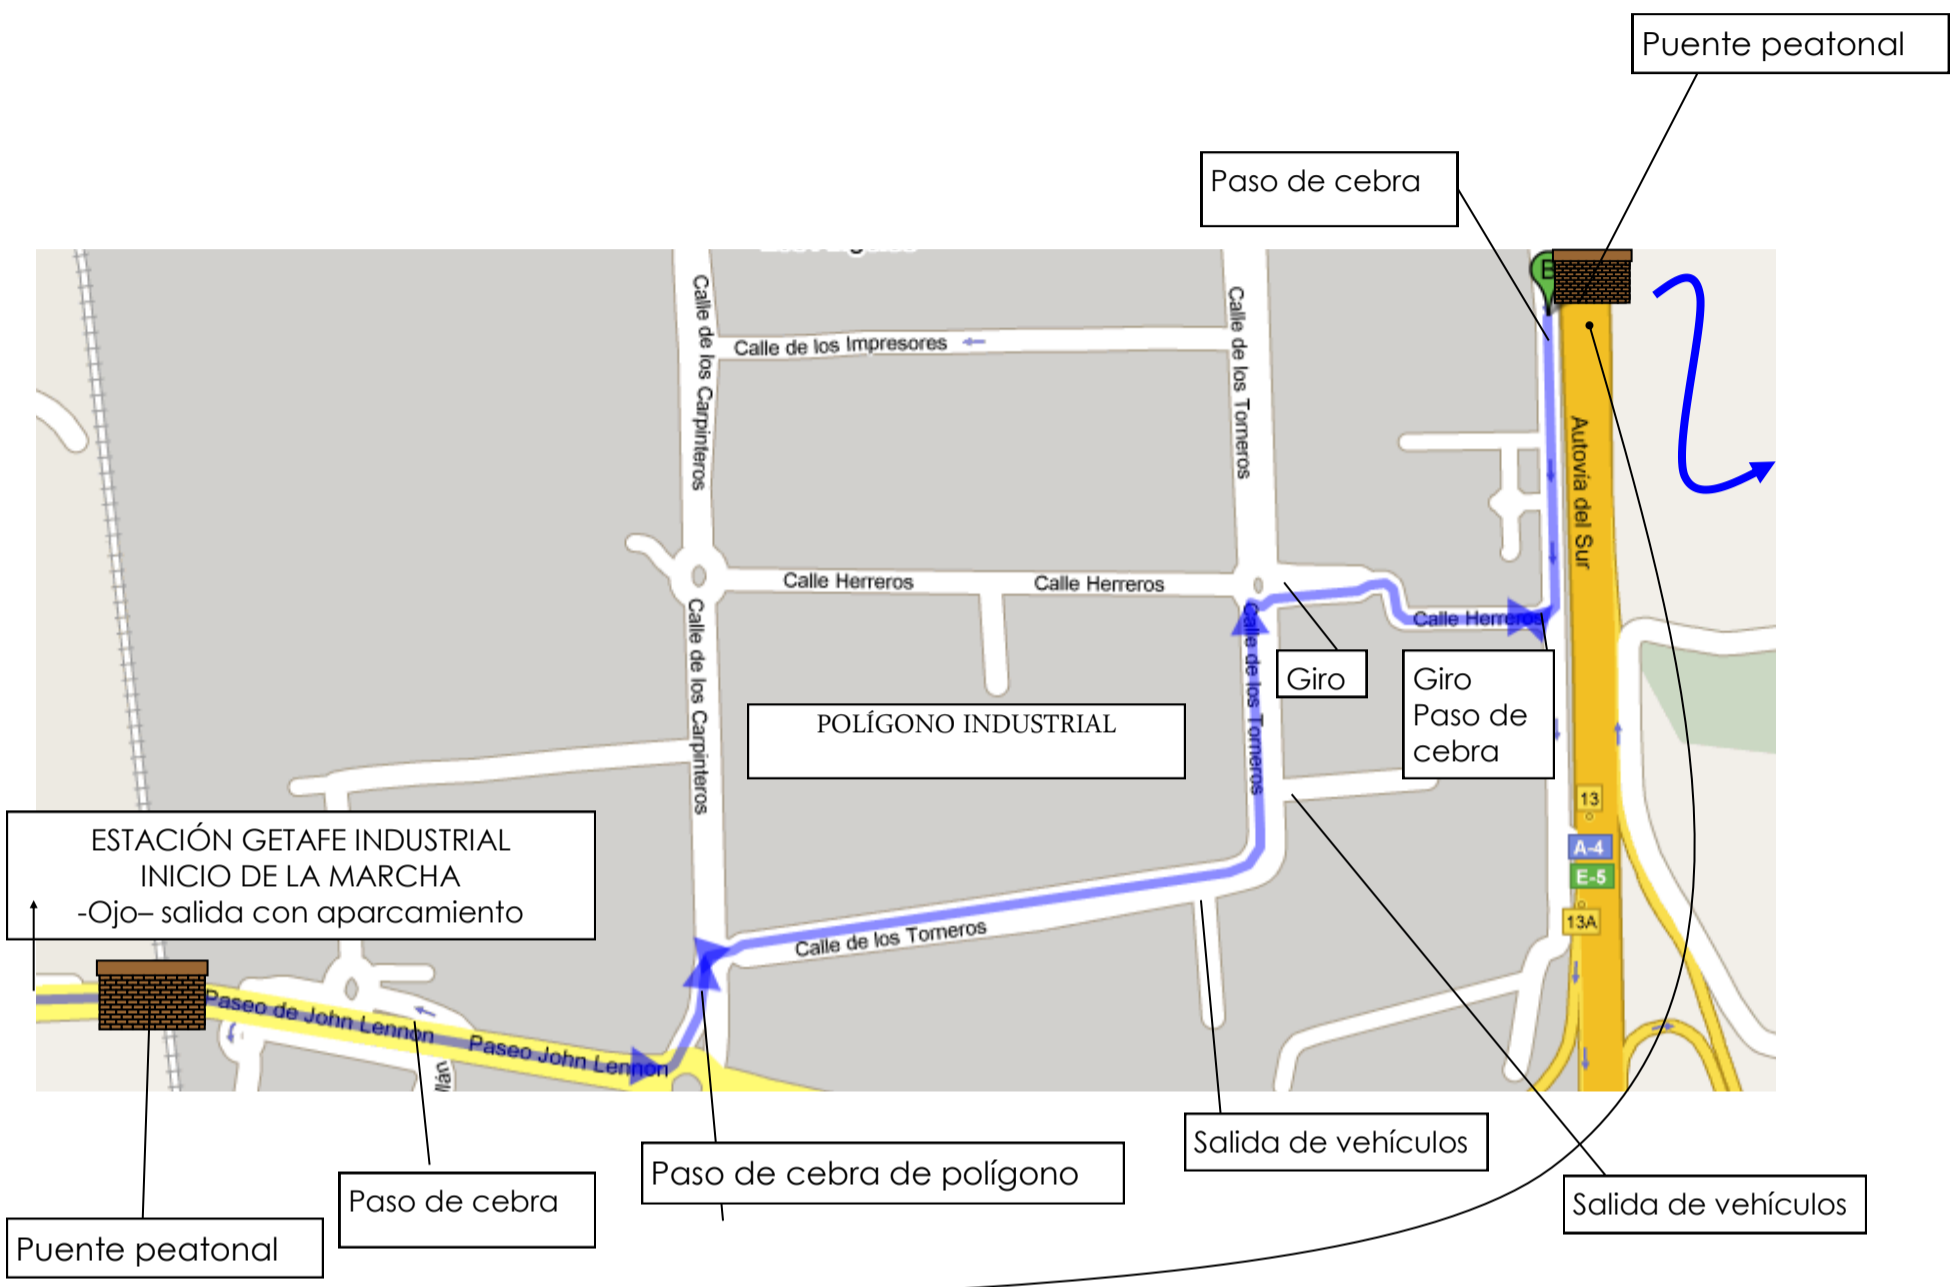 Puente peatonal
Paso de cebra
B
Calle de los Carpinteros
Calle de los Impresores
Calle de los Torneros
Autovía del Sur
Calle Herreros
Calle Herreros
Calle Herreros
Calle de los Carpinteros
Calle de los Torneros
Giro
Giro
Paso de
cebra
POLÍGONO INDUSTRIAL
13
A-4
E-5
13A
ESTACIÓN GETAFE INDUSTRIAL
INICIO DE LA MARCHA
-Ojo– salida con aparcamiento
Calle de los Torneros
Paseo de John Lennon
Paseo John Lennon
Salida de vehículos
Paso de cebra de polígono
Paso de cebra
Salida de vehículos
Puente peatonal